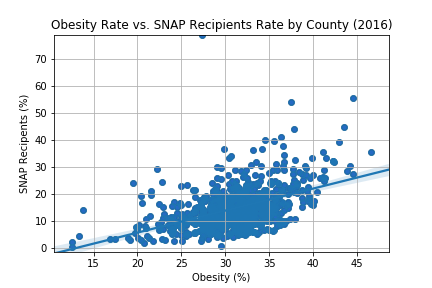 Obesity Rate vs. SNAP Recipients Rate by County (2016)
SNAP Recipients (%)
70
60
50
40
30
20
10
0
15 20 25 30 35 40 45
Obesity (%)